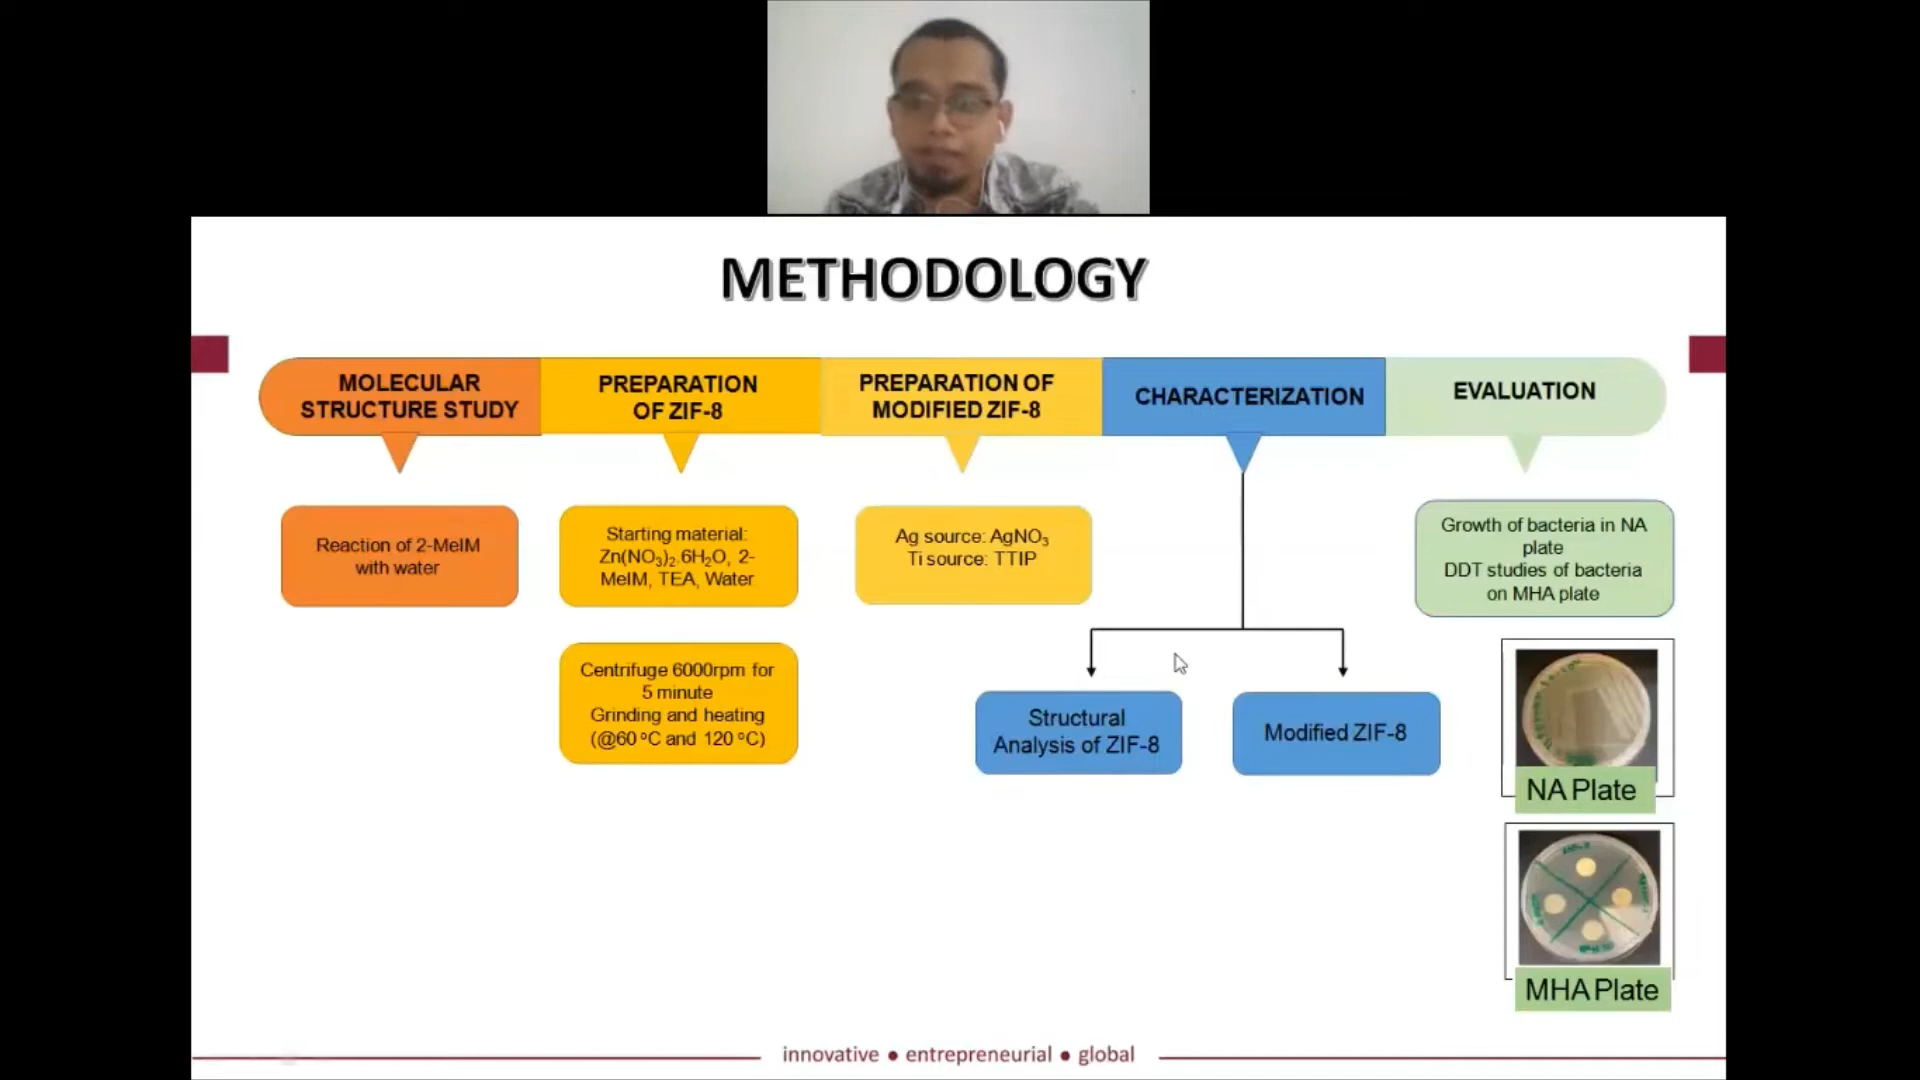 METHODOLOGY
MOLECULAR
STRUCTURE STUDY
PREPARATION
OF ZIF-8
PREPARATION OF
MODIFIED ZIF-8
CHARACTERIZATION
EVALUATION
Reaction of 2-MeIM
with water
Starting material:
Zn(NO₃)₂.6H₂O, 2-
MeIM, TEA, Water
Centrifuge 6000rpm for
5 minute
Grinding and heating
(@60 ºC and 120 ºC)
Ag source: AgNO₃
Ti source: TTIP
Structural
Analysis of ZIF-8
Modified ZIF-8
Growth of bacteria in NA
plate
DDT studies of bacteria
on MHA plate
NA Plate
MHA Plate
innovative ● entrepreneurial ● global